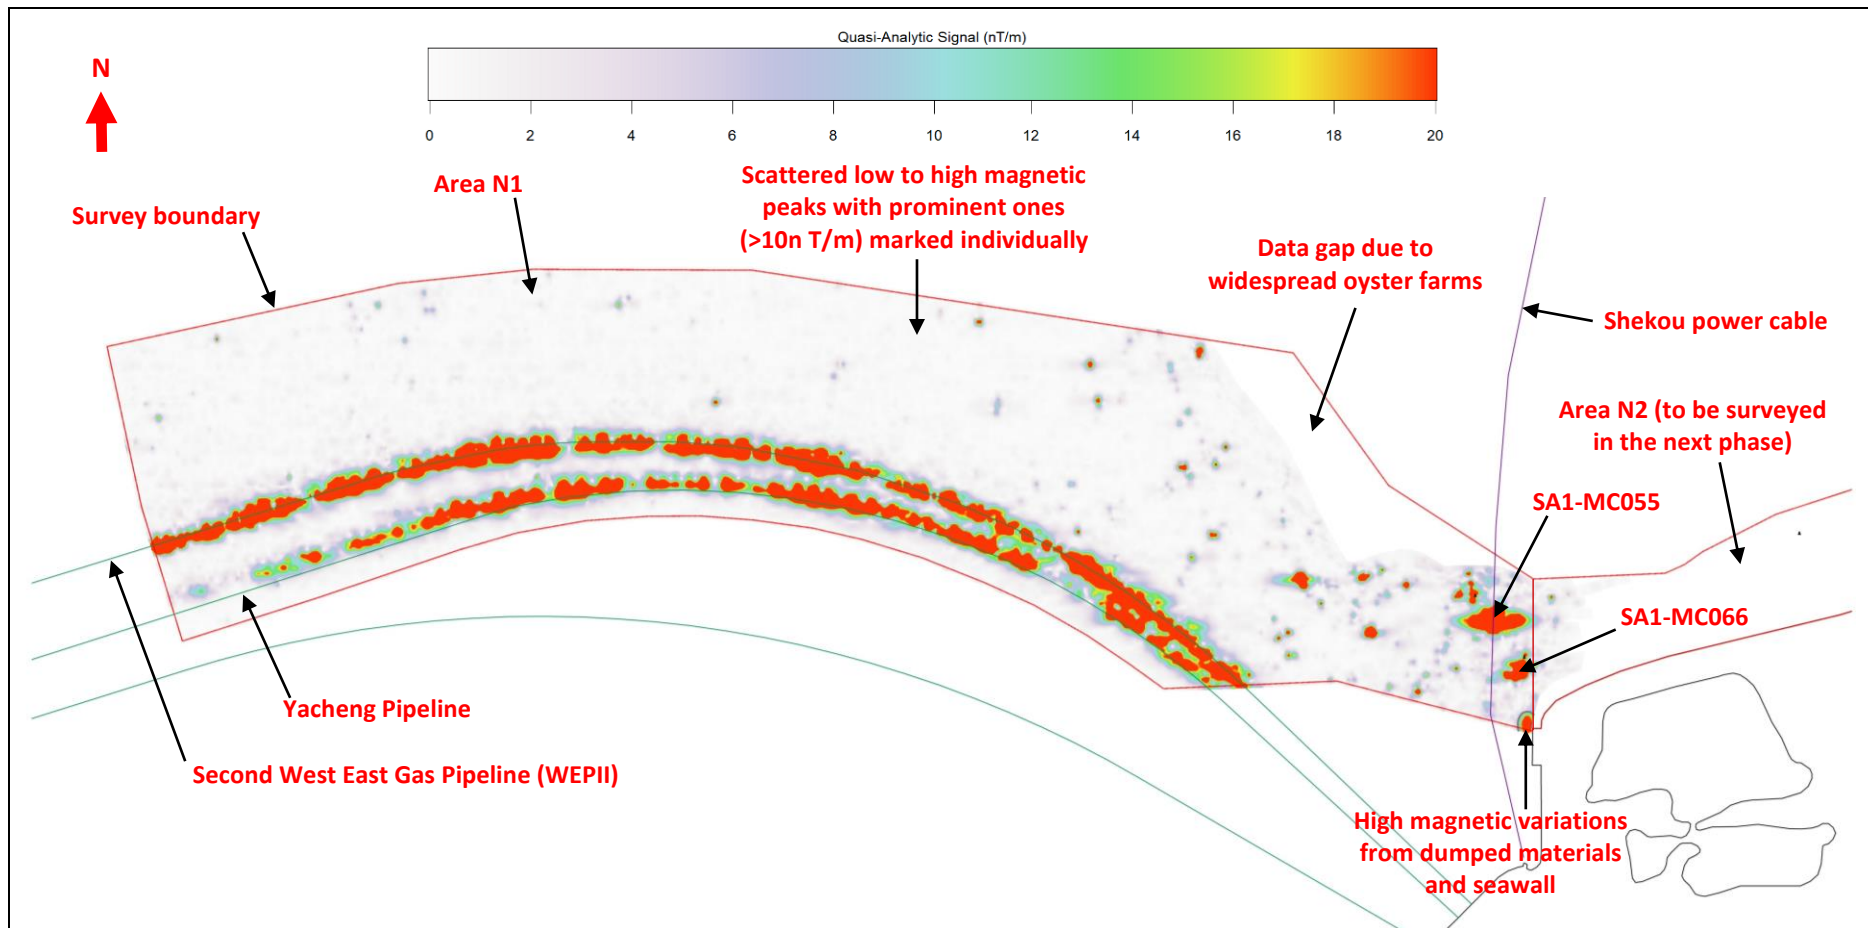 Quasi-Analytic Signal (nT/m)
0 2 4 6 8 10 12 14 16 18 20
N
Survey boundary
Area N1
Scattered low to high magnetic
peaks with prominent ones
(>10n T/m) marked individually
Data gap due to
widespread oyster farms
Shekou power cable
Area N2 (to be surveyed
in the next phase)
SA1-MC055
SA1-MC066
Yacheng Pipeline
Second West East Gas Pipeline (WEPII)
High magnetic variations
from dumped materials
and seawall